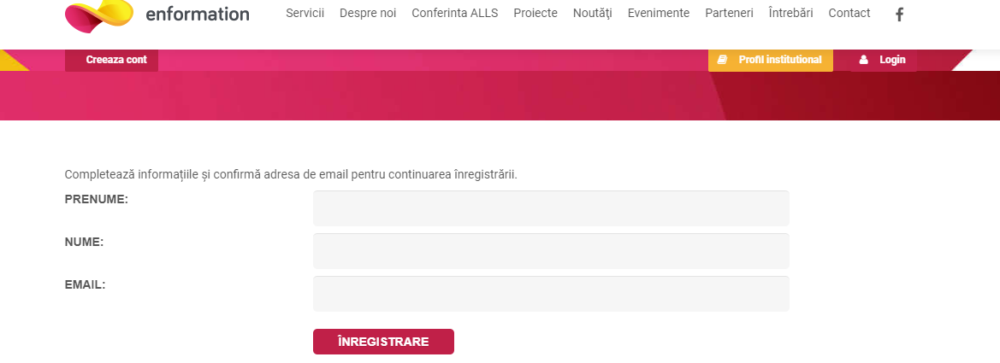 enformation
Servicii Despre noi Conferinta ALLS Proiecte Noutăți Evenimente Parteneri Întrebări Contact
Creeaza cont Profil institutional Login
Completează informațiile și confirmă adresa de email pentru continuarea înregistrării.
PRENUME:
NUME:
EMAIL:
ÎNREGISTRARE